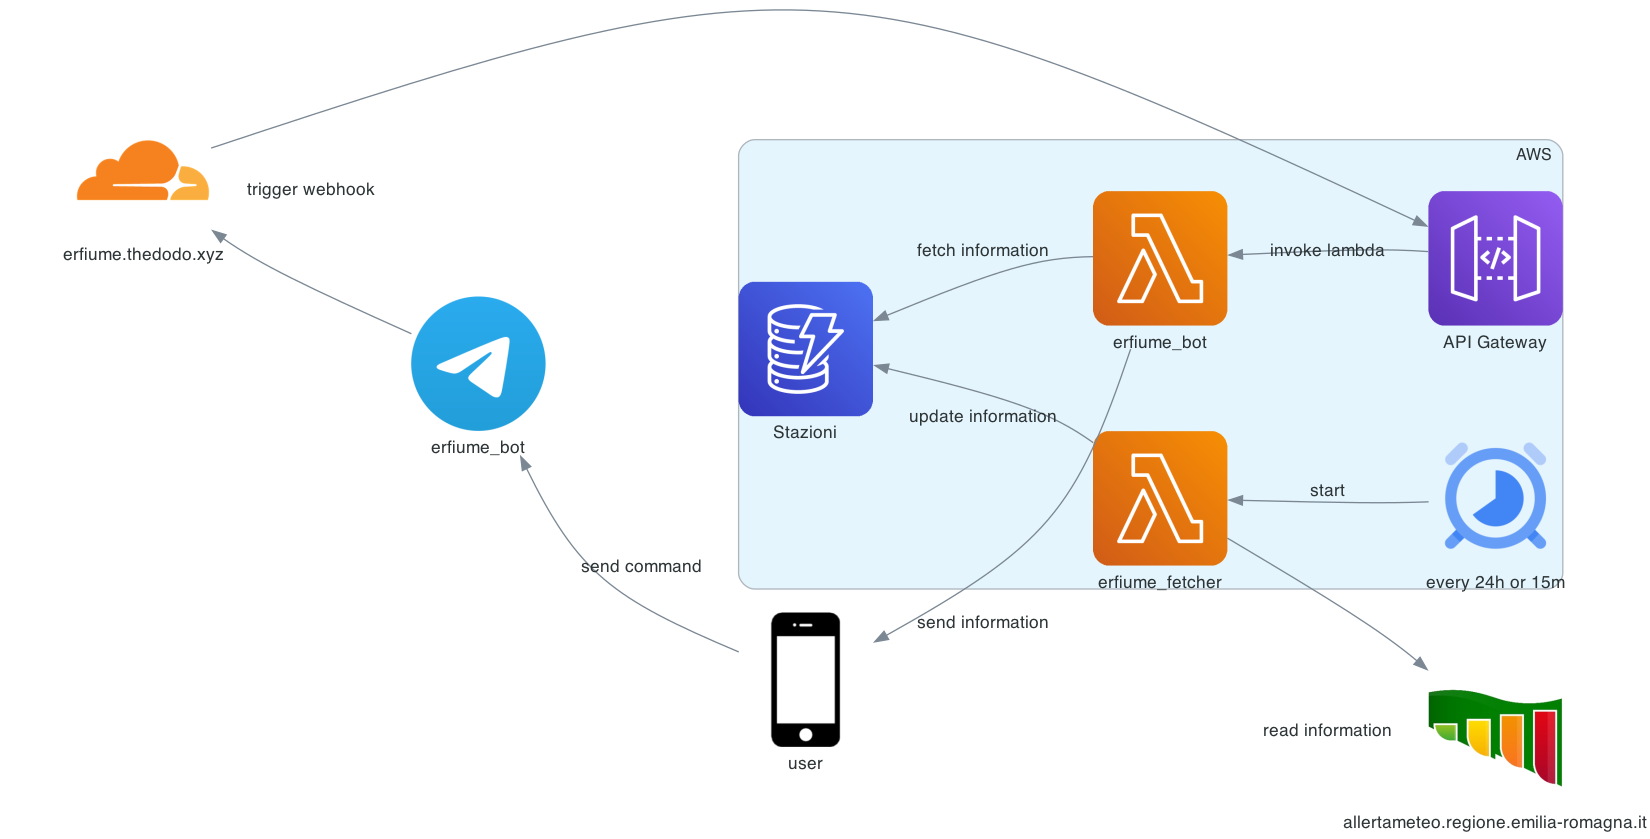 AWS
trigger webhook
erfiume.thedodo.xyz
fetch information
invoke lambda
erfiume_bot
API Gateway
update information
Stazioni
erfiume_bot
start
send command
erfiume_fetcher
every 24h or 15m
send information
read information
user
allertameteo.regione.emilia-romagna.it